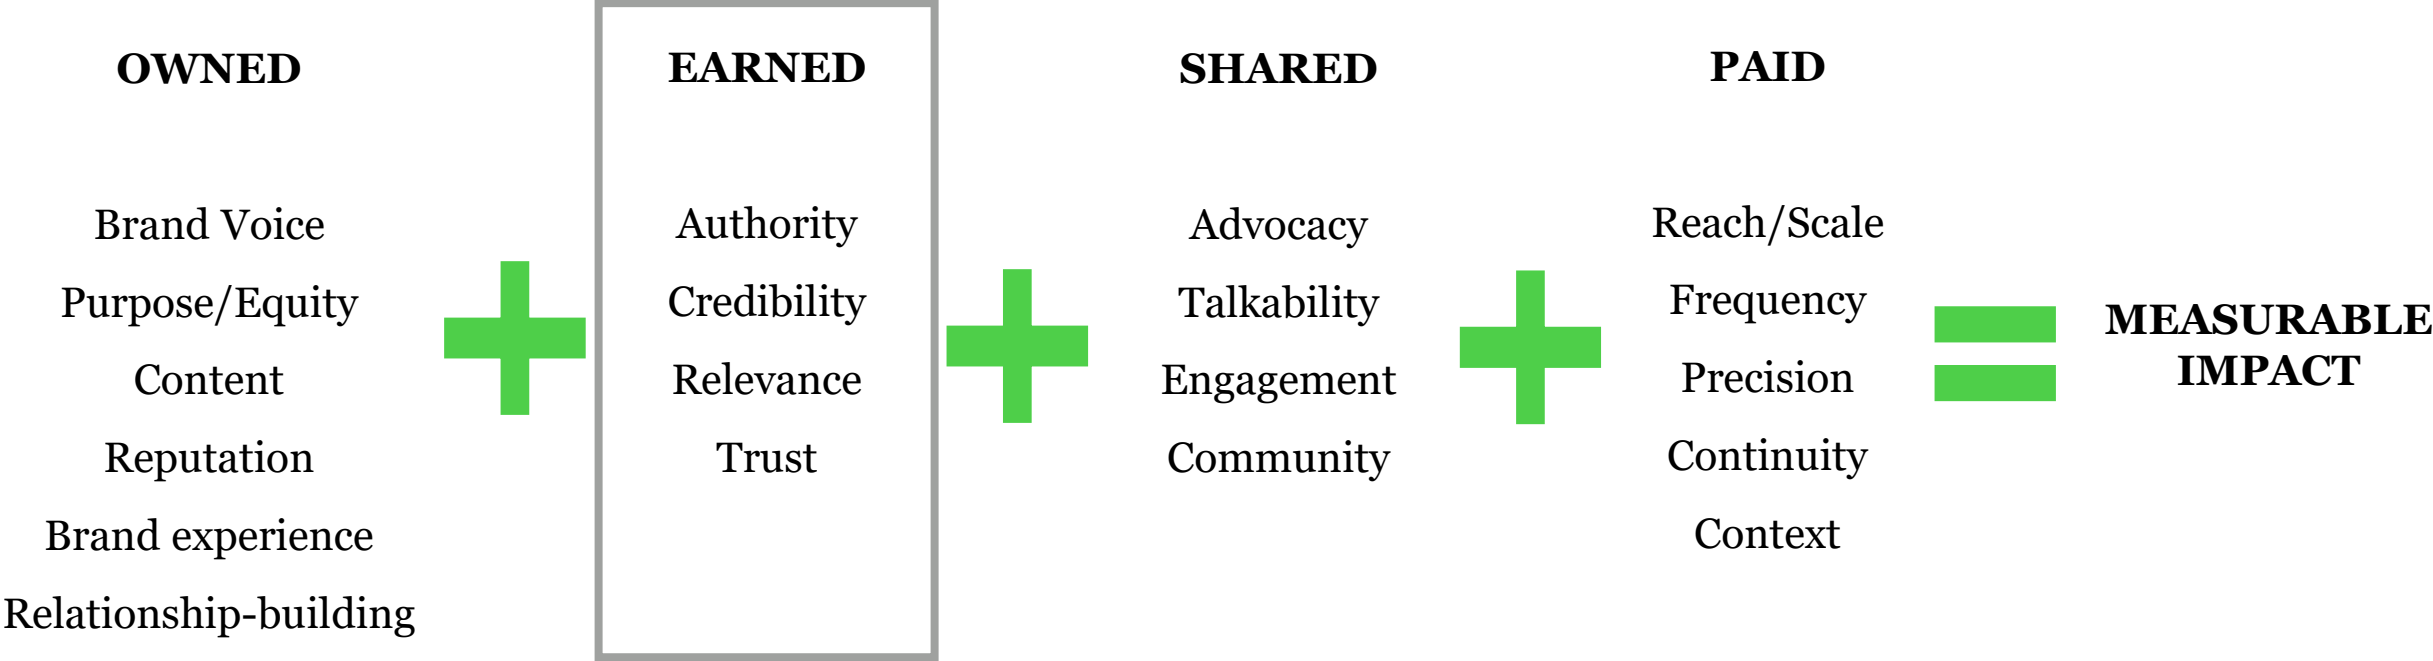 OWNED
Brand Voice
Purpose/Equity
Content
Reputation
Brand experience
Relationship-building
EARNED
Authority
Credibility
Relevance
Trust
SHARED
Advocacy
Talkability
Engagement
Community
PAID
Reach/Scale
Frequency
Precision
Continuity
Context
MEASURABLE
IMPACT